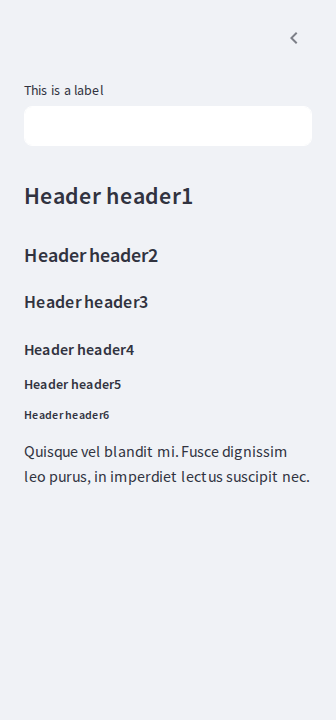 This is a label
Header header1
Header header2
Header header3
Header header4
Header header5
Header header6
Quisque vel blandit mi. Fusce dignissim
leo purus, in imperdiet lectus suscipit nec.